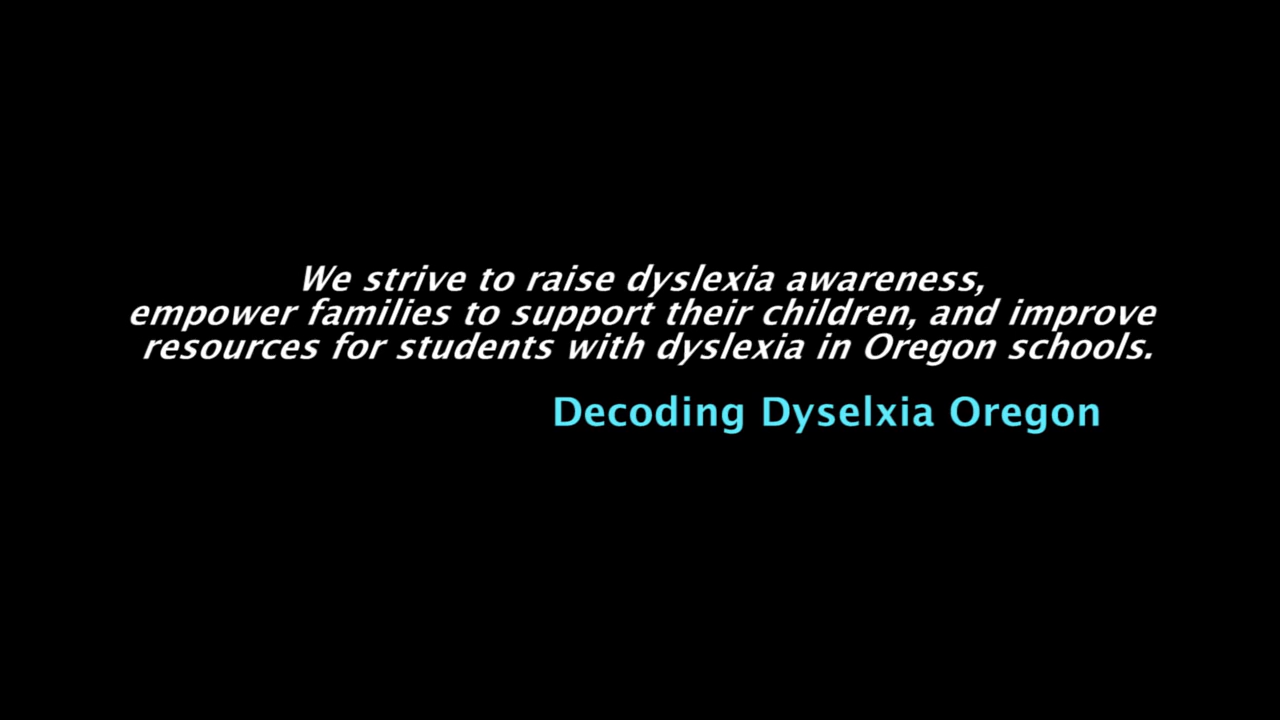 We strive to raise dyslexia awareness,
empower families to support their children, and improve
resources for students with dyslexia in Oregon schools.
Decoding Dyselxia Oregon